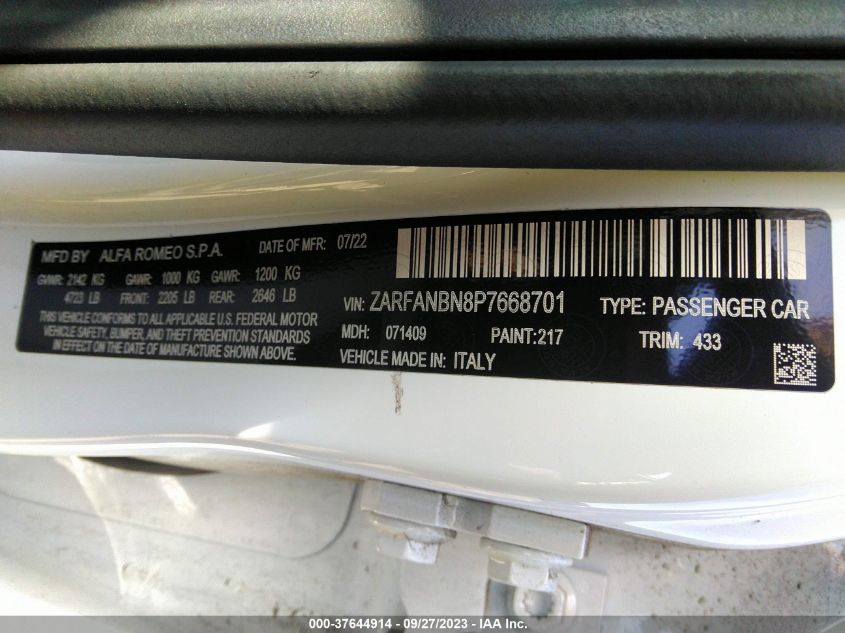 MFD BY ALFA ROMEO S.P.A. DATE OF MFR: 07/22
GVWR: 2142 KG GAWR: 1000 KG GAWR: 1200 KG
4723 LB FRONT: 2205 LB REAR: 2646 LB
THIS VEHICLE CONFORMS TO ALL APPLICABLE U.S. FEDERAL MOTOR
VEHICLE SAFETY, BUMPER, AND THEFT PREVENTION STANDARDS
IN EFFECT ON THE DATE OF MANUFACTURE SHOWN ABOVE.
VIN: ZARFANBN8P7668701 TYPE: PASSENGER CAR
MDH: 071409 PAINT:217 TRIM: 433
VEHICLE MADE IN: ITALY
000-37644914 - 09/27/2023 - IAA Inc.